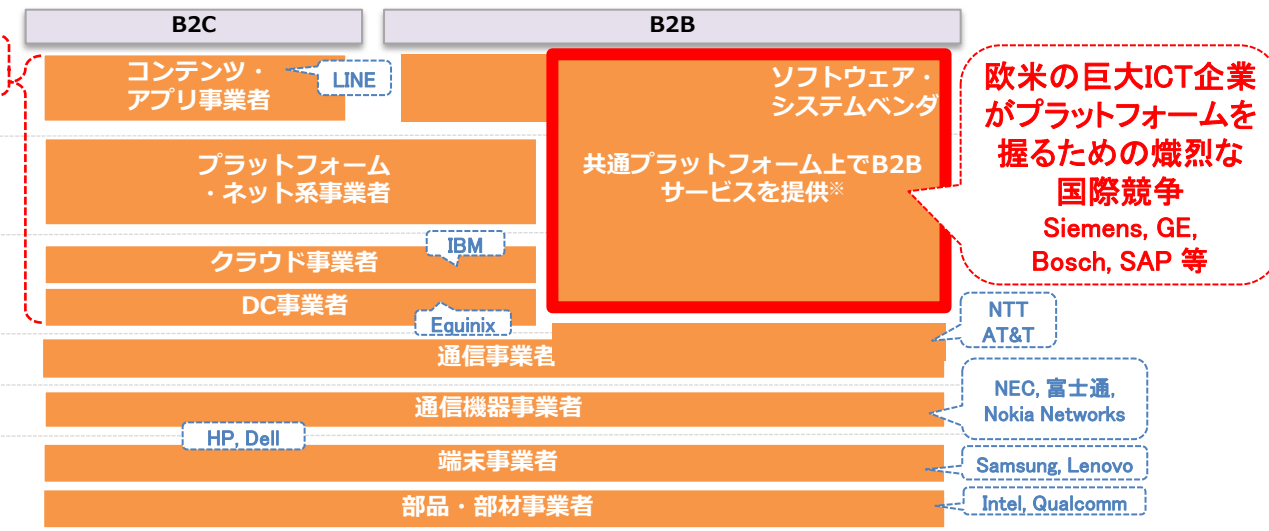 B2C
B2B
コンテンツ・
アプリ事業者
LINE
ソフトウェア・
システムベンダ
欧米の巨大ICT企業
がプラットフォームを
握るための熾烈な
国際競争
Siemens, GE,
Bosch, SAP 等
プラットフォーム
・ネット系事業者
共通プラットフォーム上でB2B
サービスを提供※
IBM
クラウド事業者
DC事業者
Equinix
NTT
AT&T
通信事業者
NEC, 富士通,
Nokia Networks
通信機器事業者
HP, Dell
端末事業者
Samsung, Lenovo
部品・部材事業者
Intel, Qualcomm